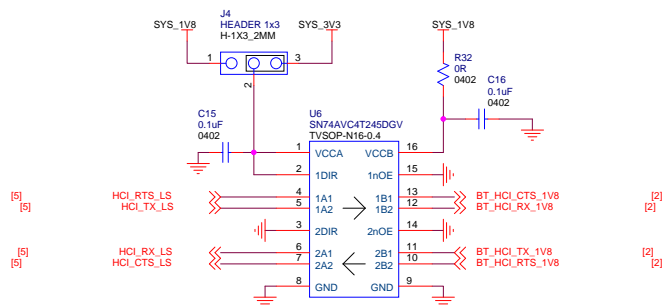 J4
SYS_1V8 HEADER 1x3 SYS_3V3 SYS_1V8
H-1X3_2MM
1 3
2
R32
0R
0402
C16
0.1uF
0402
C15
0.1uF
0402
U6
SN74AVC4T245DGV
TVSOP-N16-0.4
1 VCCA VCCB 16
2 1DIR 1nOE 15
[5] HCI_RTS_LS 4 1A1 1B1 13 BT_HCI_CTS_1V8 [2]
[5] HCI_TX_LS 5 1A2 1B2 12 BT_HCI_RX_1V8 [2]
3 2DIR 2nOE 14
[5] HCI_RX_LS 6 2A1 2B1 11 BT_HCI_TX_1V8 [2]
[5] HCI_CTS_LS 7 2A2 2B2 10 BT_HCI_RTS_1V8 [2]
8 GND GND 9